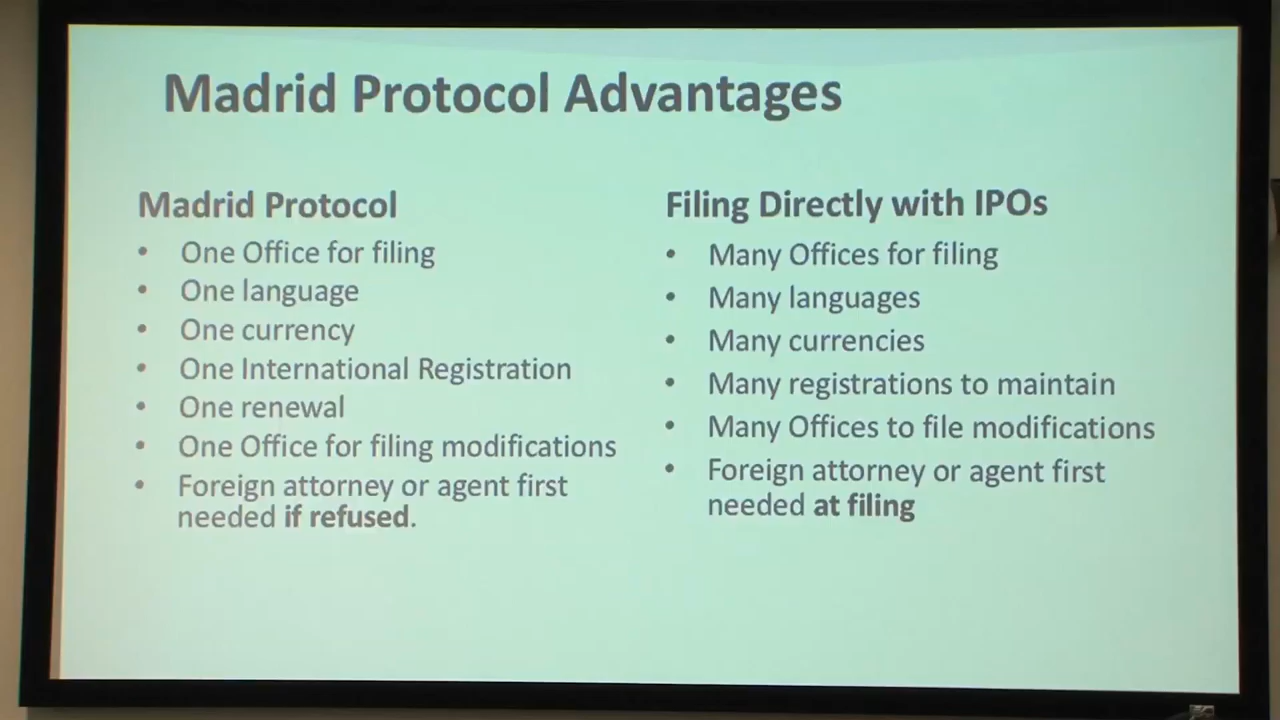 Madrid Protocol Advantages
Madrid Protocol
• One Office for filing
• One language
• One currency
• One International Registration
• One renewal
• One Office for filing modifications
• Foreign attorney or agent first
needed if refused.
Filing Directly with IPOs
• Many Offices for filing
• Many languages
• Many currencies
• Many registrations to maintain
• Many Offices to file modifications
• Foreign attorney or agent first
needed at filing